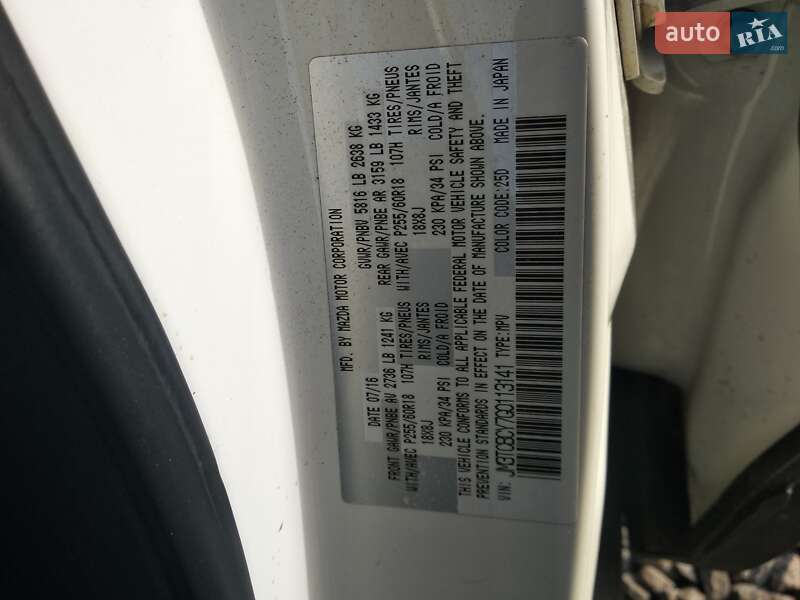 auto RIA
.com
MFD. BY MAZDA MOTOR CORPORATION
DATE 07/16 GVWR/PNBV 5816 LB 2638 KG
FRONT GAWR/PNBE AV 2736 LB 1241 KG REAR GAWR/PNBE AR 3159 LB 1433 KG
WITH/AVEC P255/60R18 107H TIRES/PNEUS WITH/AVEC P255/60R18 107H TIRES/PNEUS
18X8J RIMS/JANTES 18X8J RIMS/JANTES
230 KPA/34 PSI COLD/A FROID 230 KPA/34 PSI COLD/A FROID
THIS VEHICLE CONFORMS TO ALL APPLICABLE FEDERAL MOTOR VEHICLE SAFETY AND THEFT
PREVENTION STANDARDS IN EFFECT ON THE DATE OF MANUFACTURE SHOWN ABOVE.
VIN: JM3TCBCY7G0113141 TYPE:MPV COLOR CODE:25D MADE IN JAPAN